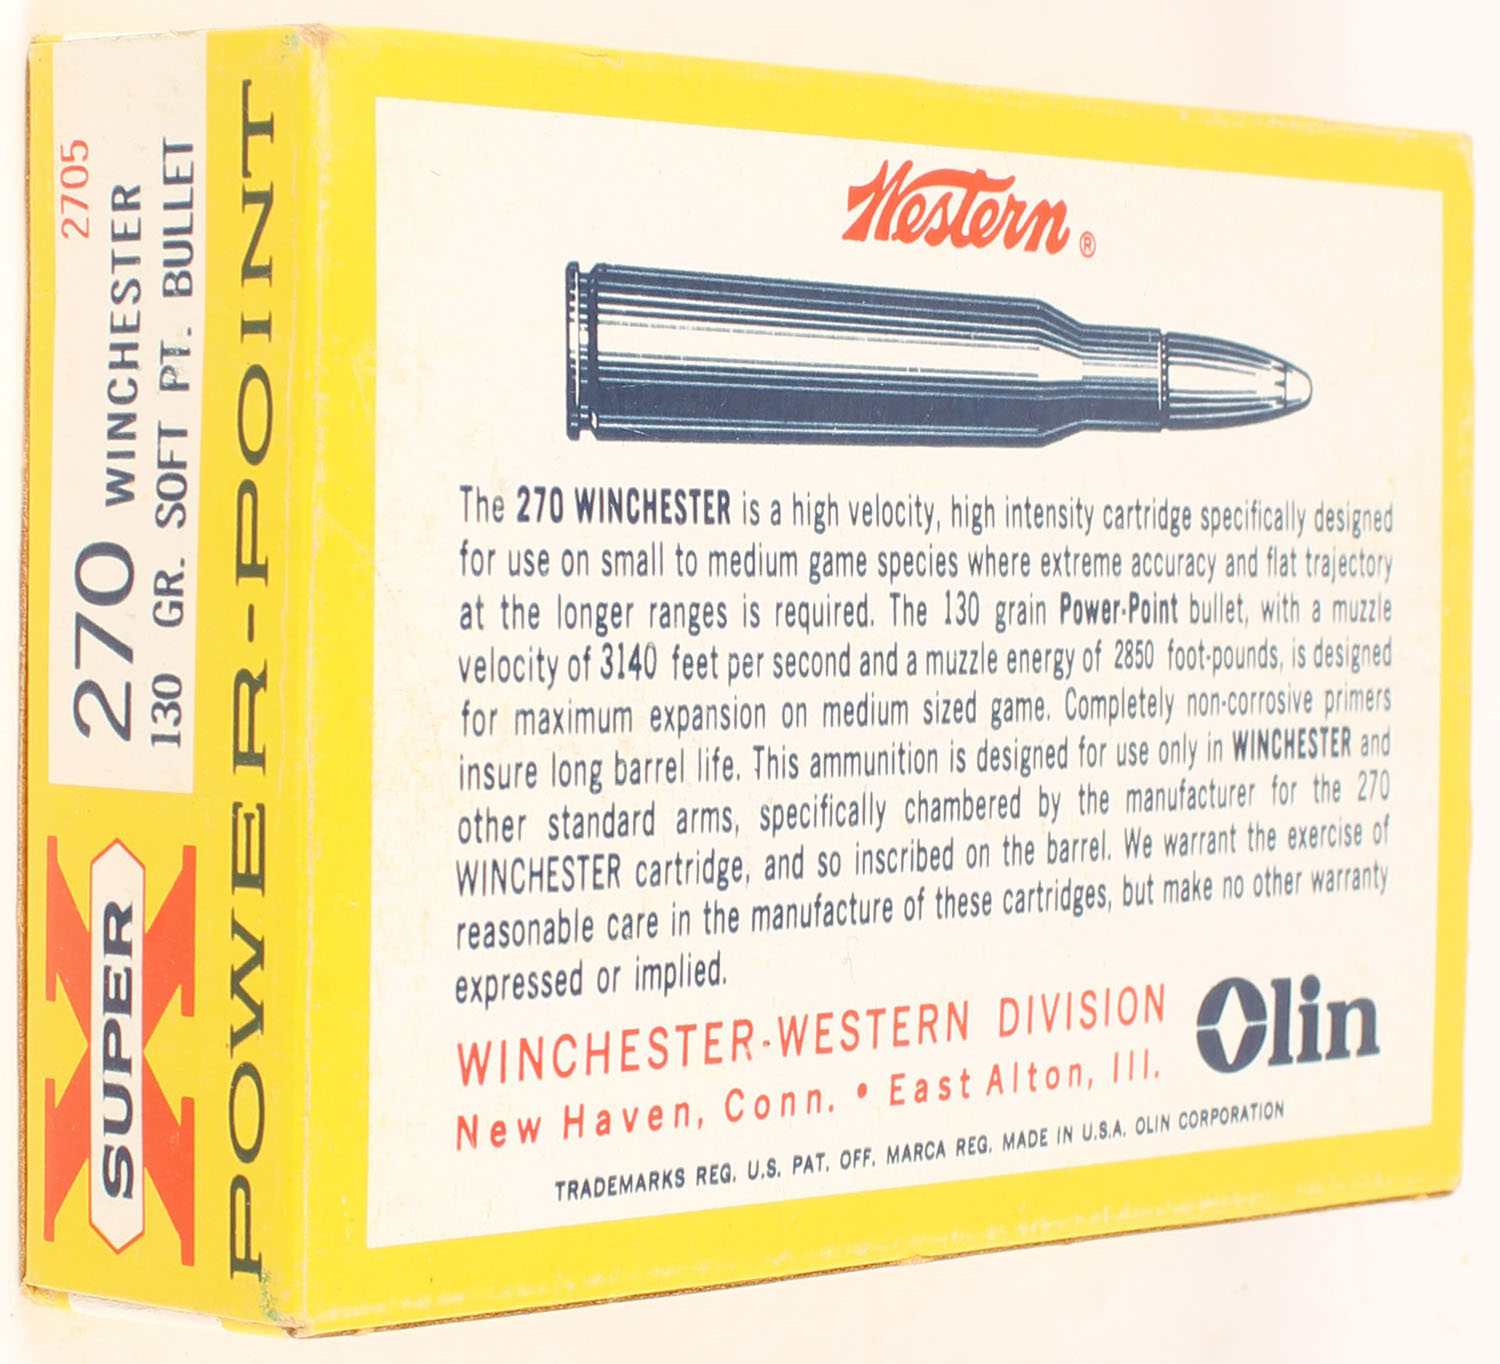 2705
270 WINCHESTER
130 GR. SOFT PT. BULLET
SUPER X
POWER-POINT
Western ®
The 270 WINCHESTER is a high velocity, high intensity cartridge specifically designed
for use on small to medium game species where extreme accuracy and flat trajectory
at the longer ranges is required. The 130 grain Power-Point bullet, with a muzzle
velocity of 3140 feet per second and a muzzle energy of 2850 foot-pounds, is designed
for maximum expansion on medium sized game. Completely non-corrosive primers
insure long barrel life. This ammunition is designed for use only in WINCHESTER and
other standard arms, specifically chambered by the manufacturer for the 270
WINCHESTER cartridge, and so inscribed on the barrel. We warrant the exercise of
reasonable care in the manufacture of these cartridges, but make no other warranty
expressed or implied.
WINCHESTER-WESTERN DIVISION
New Haven, Conn. • East Alton, Ill.
Olin
TRADEMARKS REG. U.S. PAT. OFF. MARCA REG. MADE IN U.S.A. OLIN CORPORATION